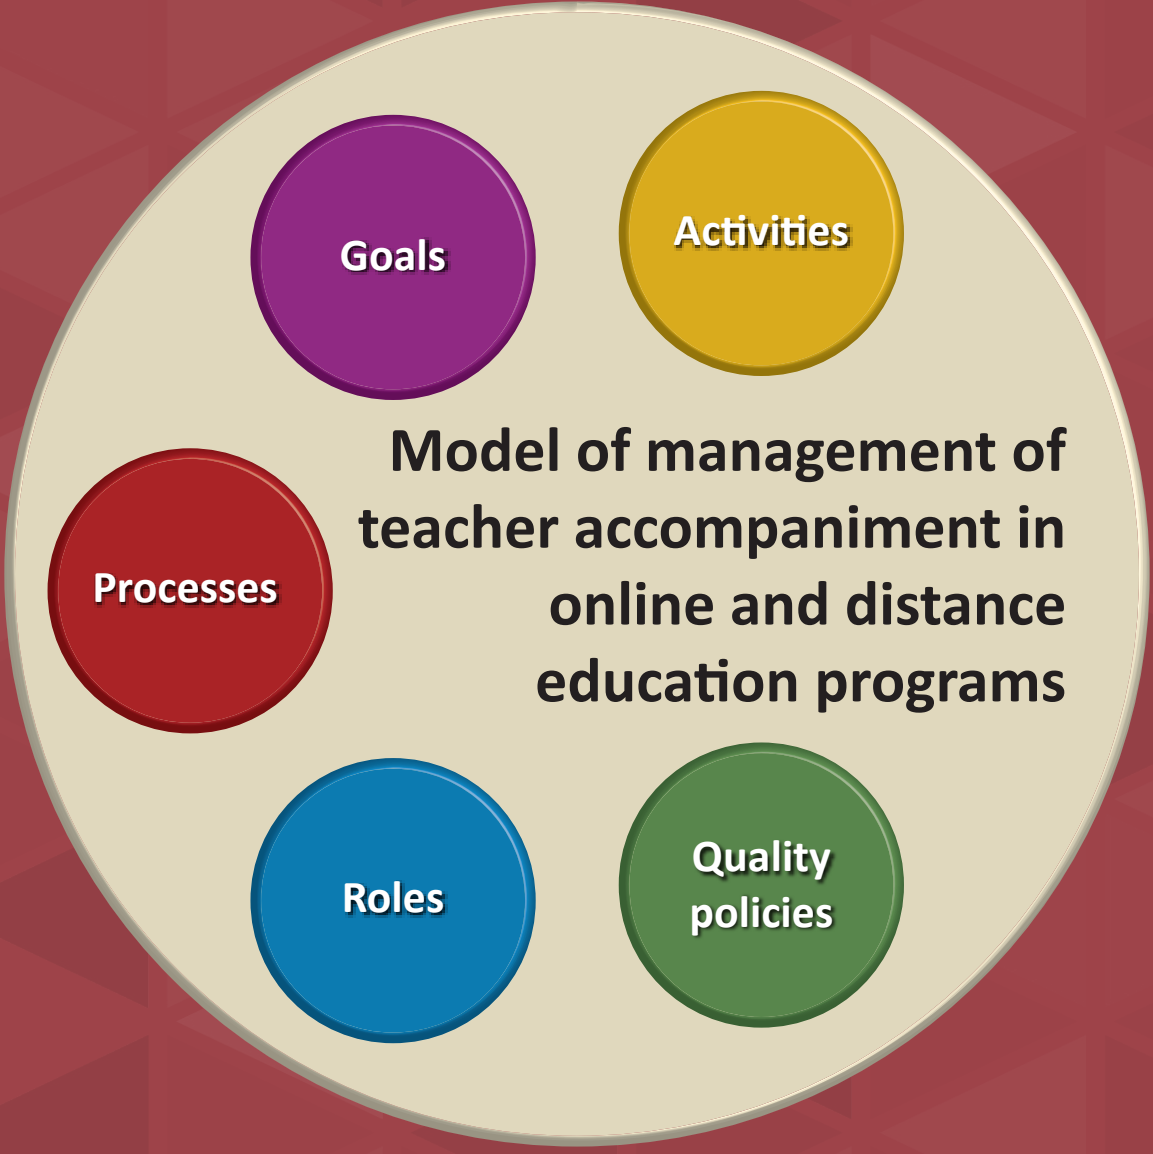 Goals
Activities
Model of management of
teacher accompaniment in
online and distance
education programs
Processes
Roles
Quality
policies